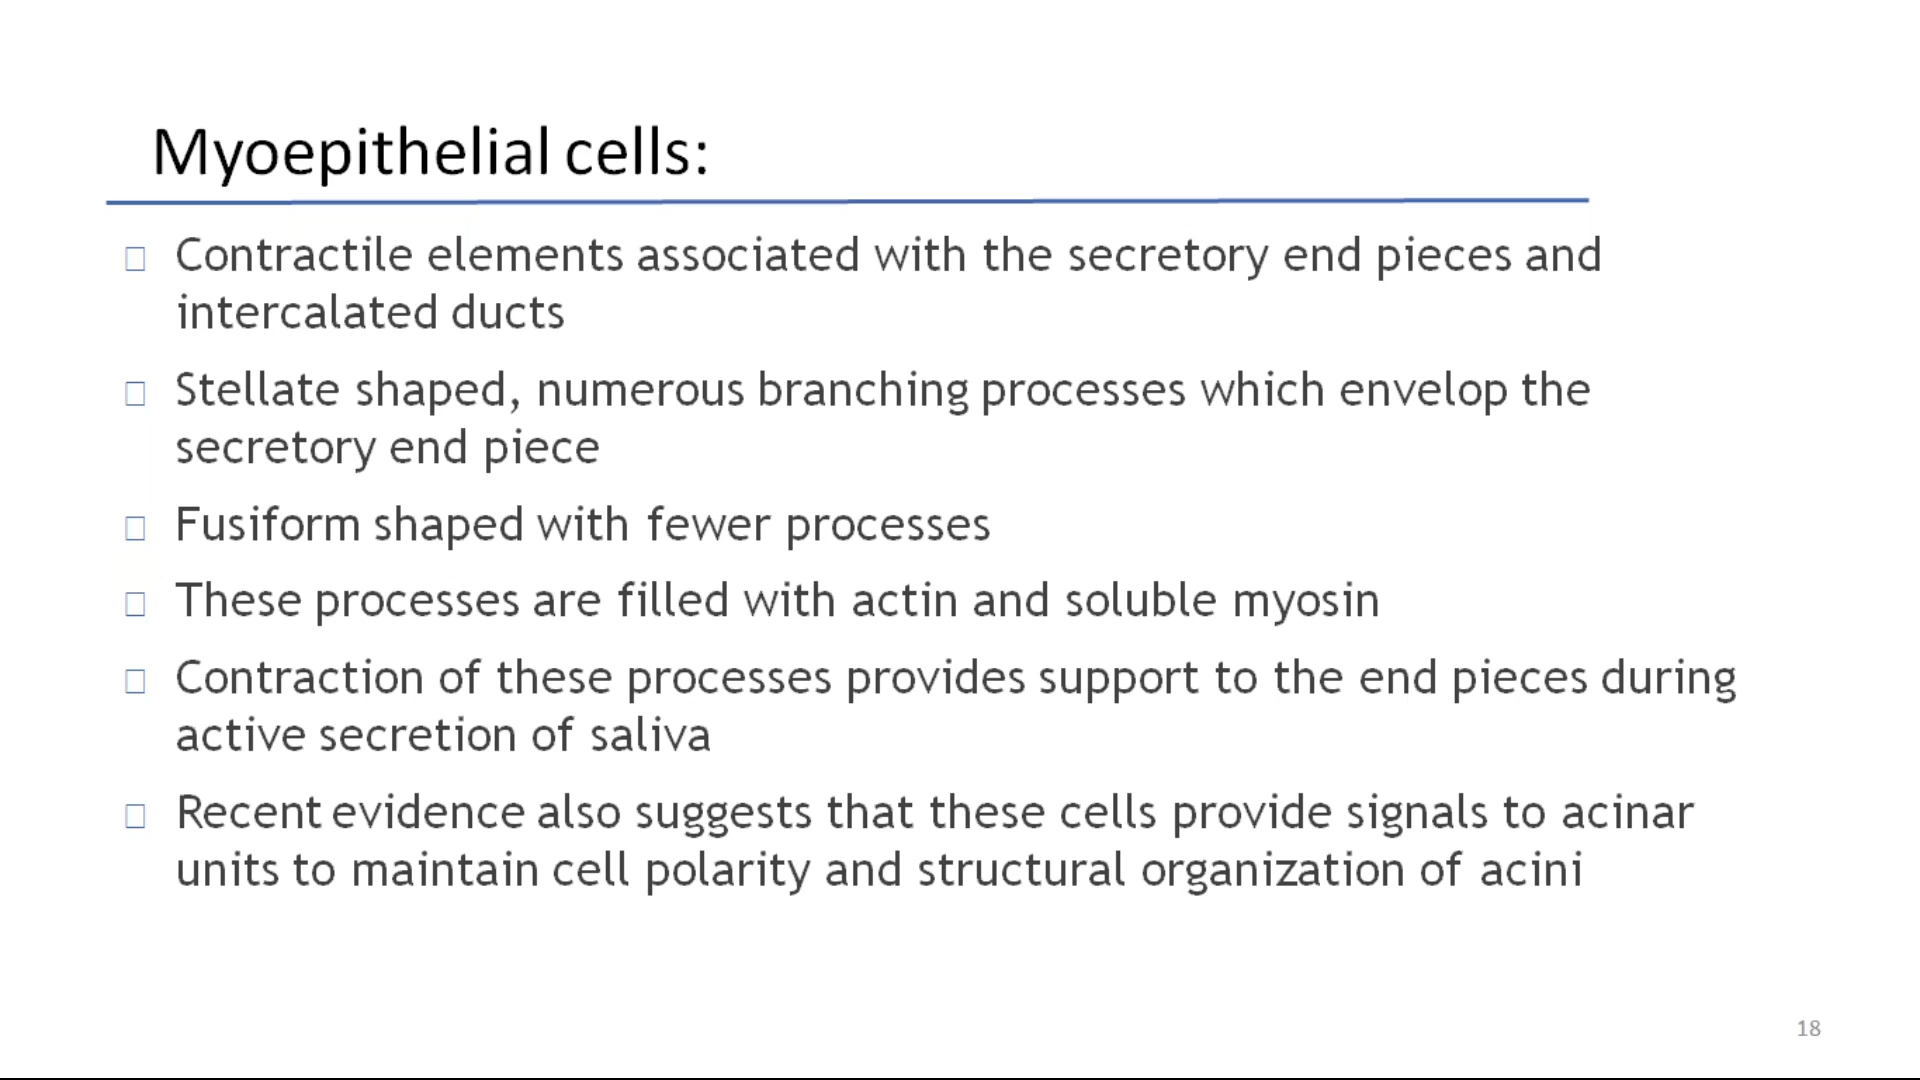 Myoepithelial cells:
Contractile elements associated with the secretory end pieces and
intercalated ducts
Stellate shaped, numerous branching processes which envelop the
secretory end piece
Fusiform shaped with fewer processes
These processes are filled with actin and soluble myosin
Contraction of these processes provides support to the end pieces during
active secretion of saliva
Recent evidence also suggests that these cells provide signals to acinar
units to maintain cell polarity and structural organization of acini
18